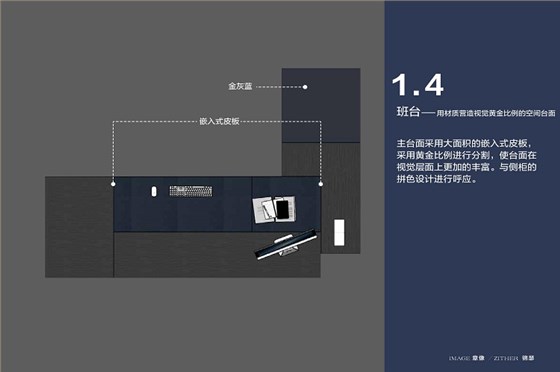 金灰蓝
嵌入式皮板
1.4
班台——用材质营造视觉黄金比例的空间台面
主台面采用大面积的嵌入式皮板,
采用黄金比例进行分割,使台面在
视觉层面上更加的丰富。与侧柜的
拼色设计进行呼应。
IMAGE 意像 / ZITHER 锦瑟